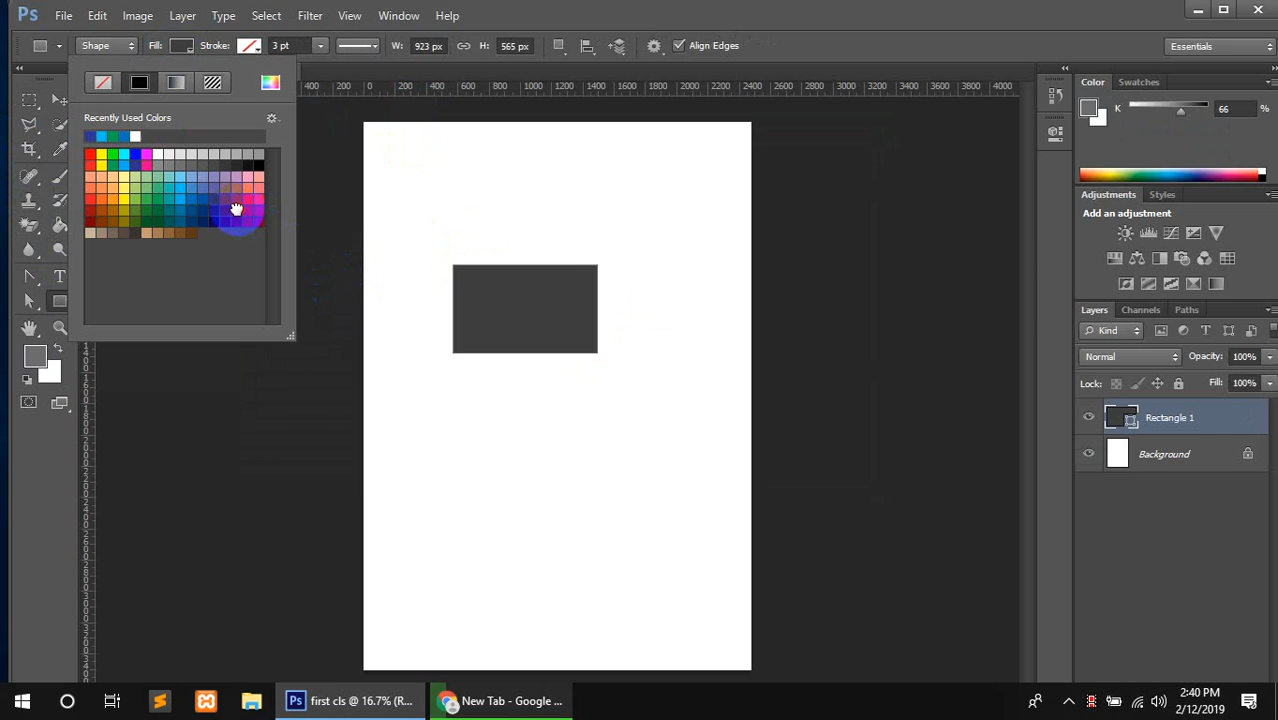 Ps File Edit Image Layer Type Select Filter View Window Help
Shape Fill: Stroke: 3 pt W: 923 px H: 565 px Align Edges Essentials
Recently Used Colors
400 0 200 400 600 800 1000 1200 1400 1600 1800 2000 2200 2400 2600 2800 3000 3200 3400 3600 3800 4000
Color Swatches
K 66 %
Adjustments Styles
Add an adjustment
Layers Channels Paths
Kind
Normal Opacity: 100%
Lock: Fill: 100%
Rectangle 1
Background
first cls @ 16.7% (R...
New Tab - Google ...
2:40 PM
2/12/2019